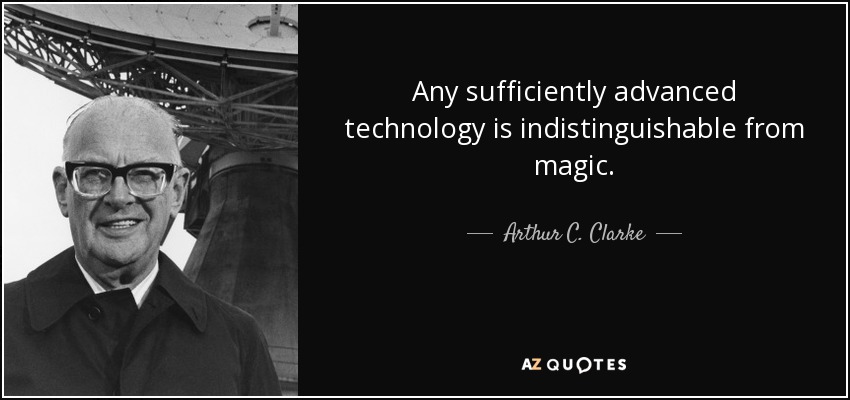 Any sufficiently advanced
technology is indistinguishable from
magic.
Arthur C. Clarke
AZ QUOTES